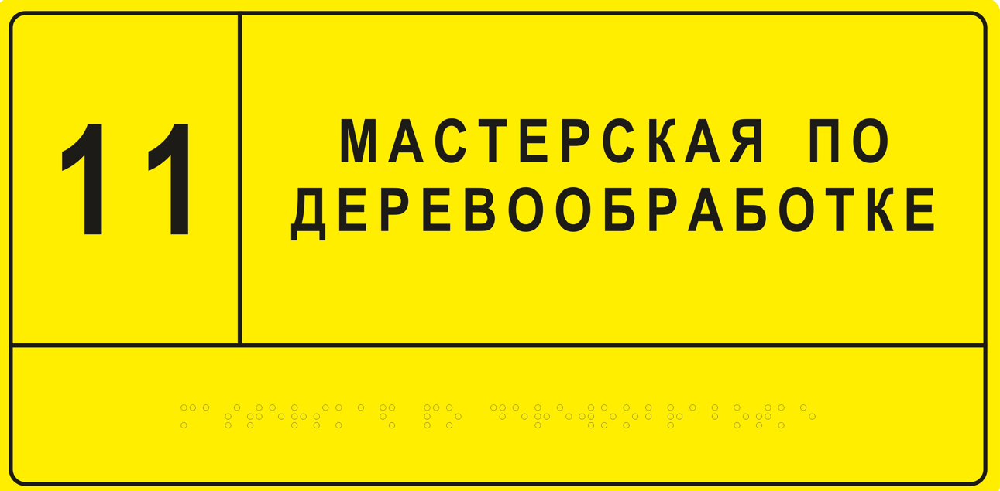 11
МАСТЕРСКАЯ ПО
ДЕРЕВООБРАБОТКЕ
⠍⠁⠎⠞⠑⠗⠎⠅⠁⠫ ⠏⠕ ⠙⠑⠗⠑⠺⠕⠕⠃⠗⠁⠃⠕⠞⠅⠑